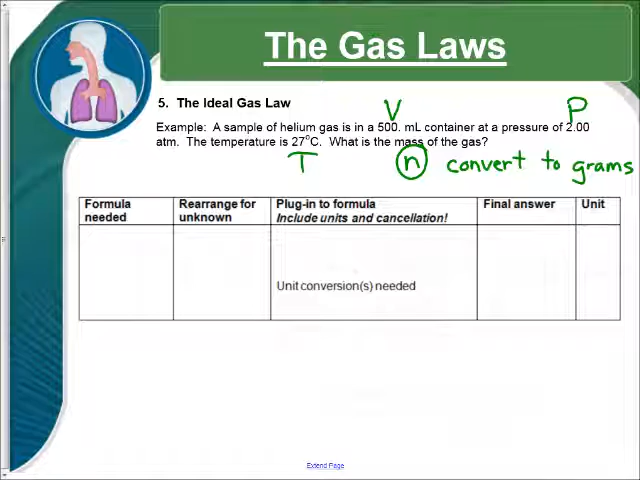 The Gas Laws
5. The Ideal Gas Law
V P
Example: A sample of helium gas is in a 500. mL container at a pressure of 2.00
atm. The temperature is 27°C. What is the mass of the gas?
T n convert to grams
Formula needed
Rearrange for unknown
Plug-in to formula
Include units and cancellation!
Final answer
Unit
Unit conversion(s) needed
Extend Page